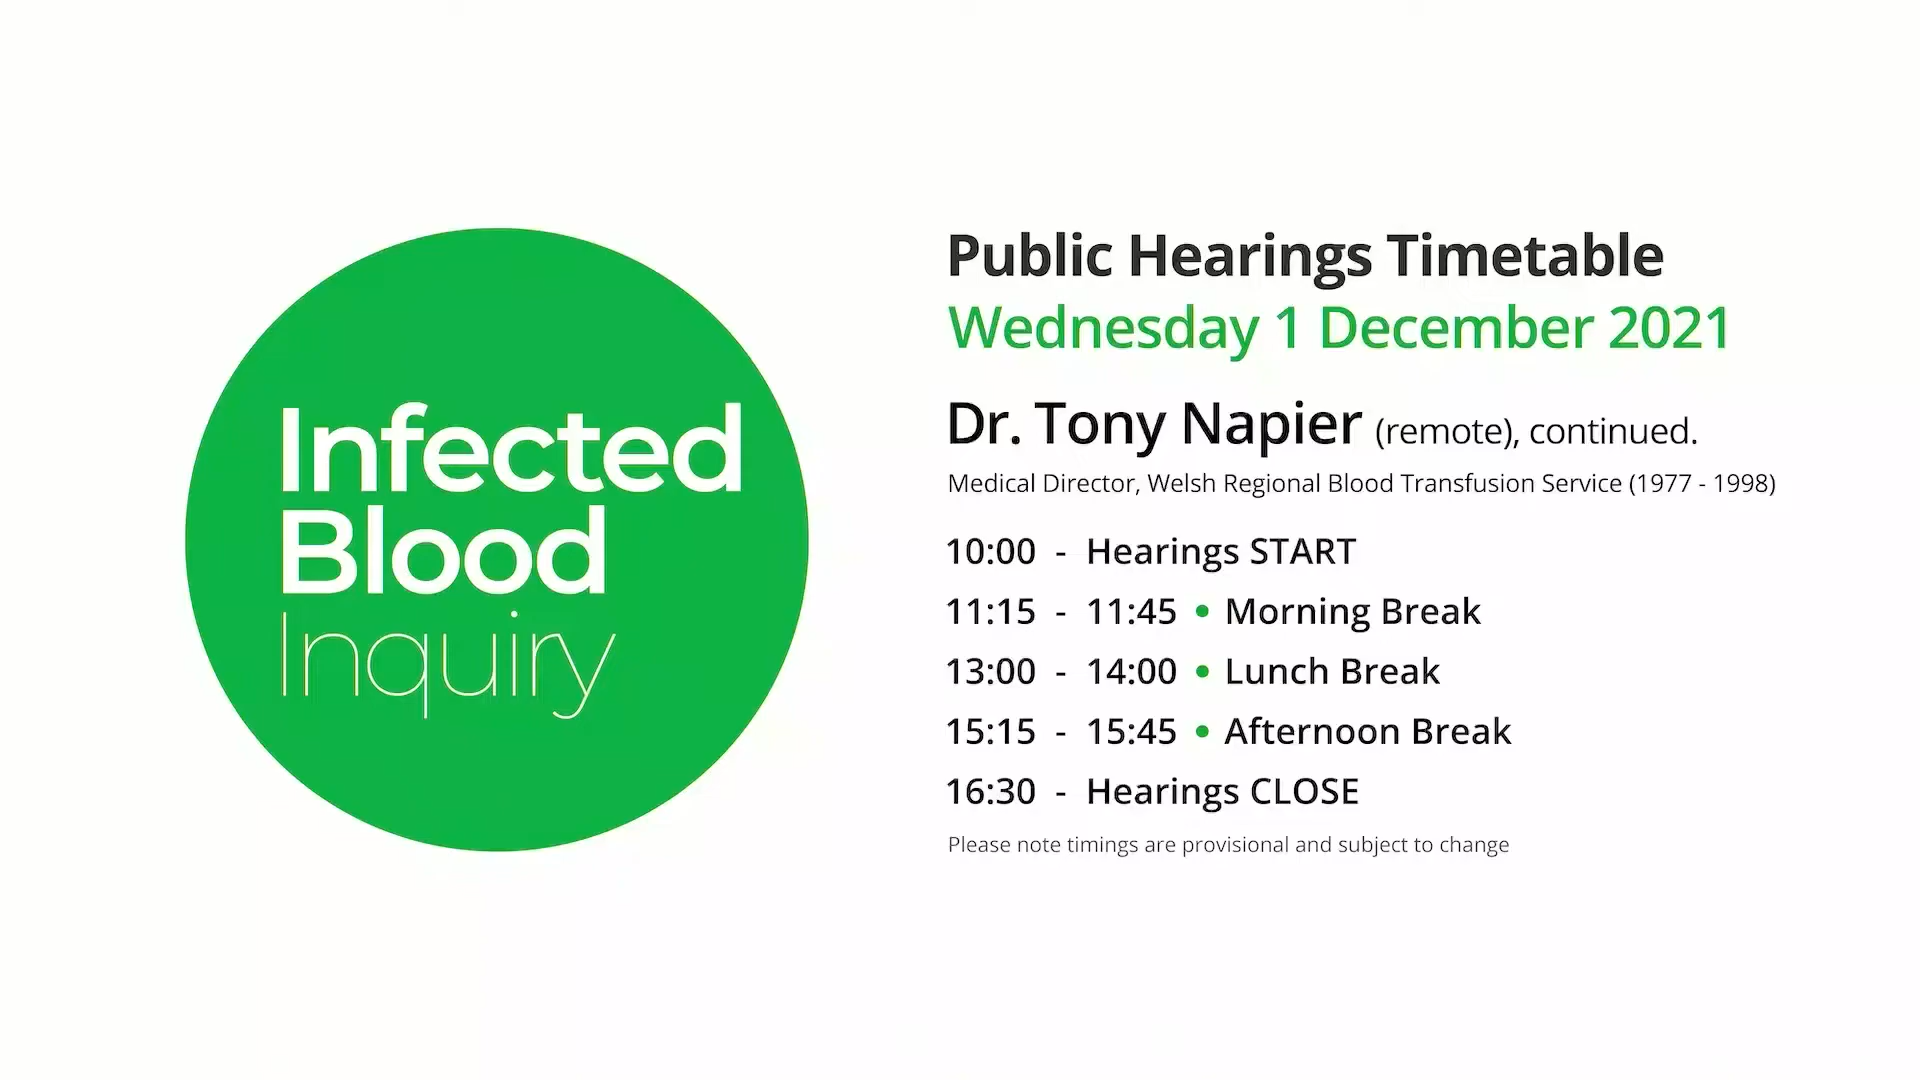 Infected
Blood
Inquiry
Public Hearings Timetable
Wednesday 1 December 2021
Dr. Tony Napier (remote), continued.
Medical Director, Welsh Regional Blood Transfusion Service (1977 - 1998)
10:00 - Hearings START
11:15 - 11:45 • Morning Break
13:00 - 14:00 • Lunch Break
15:15 - 15:45 • Afternoon Break
16:30 - Hearings CLOSE
Please note timings are provisional and subject to change